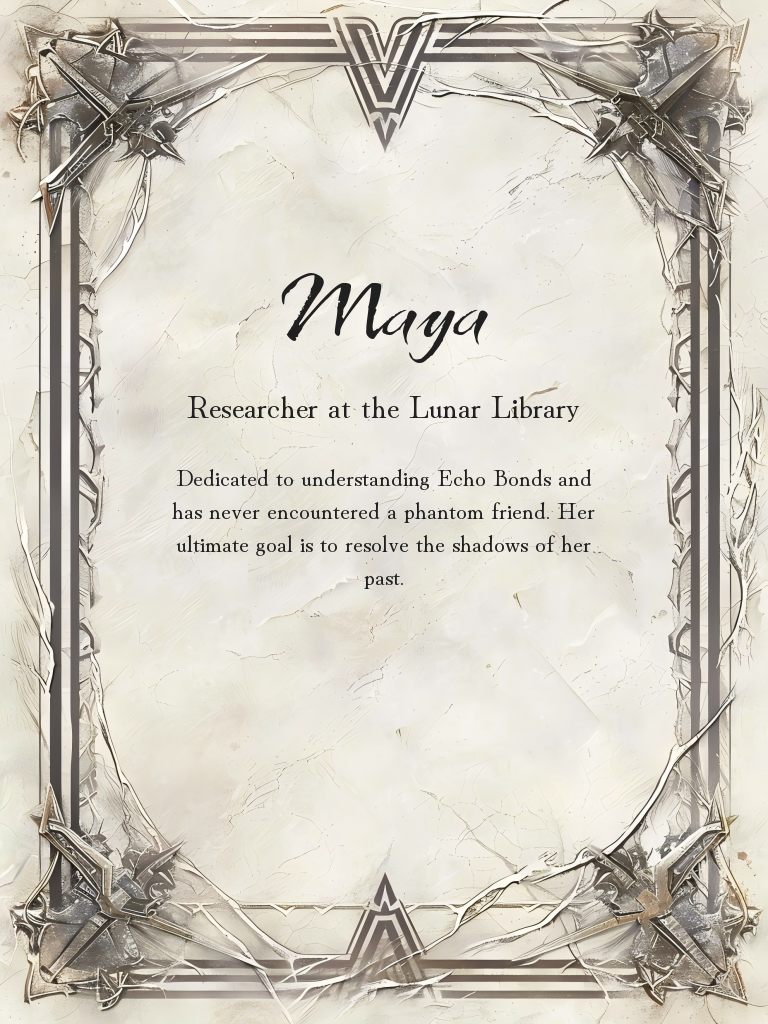 Maya
Researcher at the Lunar Library
Dedicated to understanding Echo Bonds and
has never encountered a phantom friend. Her
ultimate goal is to resolve the shadows of her
past.